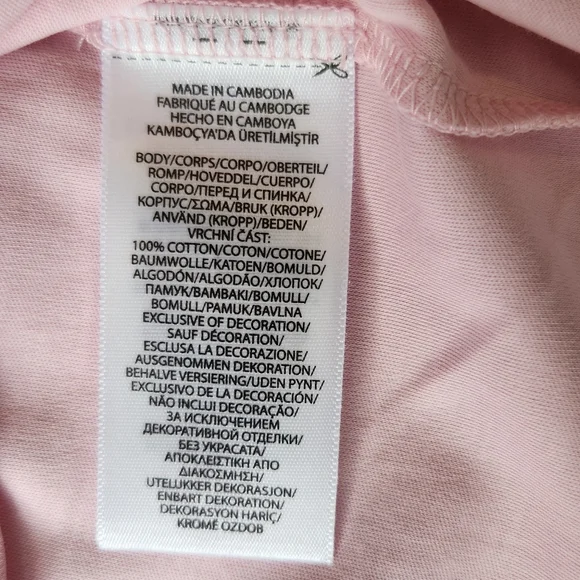 MADE IN CAMBODIA
FABRIQUÉ AU CAMBODGE
HECHO EN CAMBOYA
KAMBOÇYA'DA ÜRETİLMİŞTİR
BODY/CORPS/CORPO/OBERTEIL/
ROMP/HOVEDDEL/CUERPO/
CORPO/ПЕРЕД И СПИНКА/
КОРПУС/ΣΩΜΑ/BRUK (KROPP)/
ANVÄND (KROPP)/BEDEN/
VRCHNÍ ČÁST:
100% COTTON/COTON/COTONE/
BAUMWOLLE/KATOEN/BOMULD/
ALGODÓN/ALGODÃO/ХЛОПОК/
ПАМУК/ΒΑΜΒΑΚΙ/BOMULL/
BOMULL/PAMUK/BAVLNA
EXCLUSIVE OF DECORATION/
SAUF DÉCORATION/
ESCLUSA LA DECORAZIONE/
AUSGENOMMEN DEKORATION/
BEHALVE VERSIERING/UDEN PYNT/
EXCLUSIVO DE LA DECORACIÓN/
NÃO INCLUI DECORAÇÃO/
ЗА ИСКЛЮЧЕНИЕМ
ДЕКОРАТИВНОЙ ОТДЕЛКИ/
БЕЗ УКРАСАТА/
ΑΠΟΚΛΕΙΣΤΙΚΗ ΑΠΟ
ΔΙΑΚΟΣΜΗΣΗ/
UTELUKKER DEKORASJON/
ENBART DEKORATION/
DEKORASYON HARİÇ/
KROMĚ OZDOB